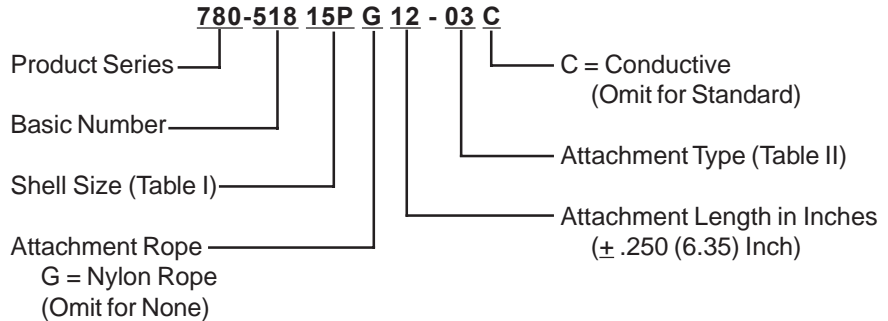 780-518 15P G 12 - 03 C
Product Series
Basic Number
Shell Size (Table I)
Attachment Rope
G = Nylon Rope
(Omit for None)
C = Conductive
(Omit for Standard)
Attachment Type (Table II)
Attachment Length in Inches
(± .250 (6.35) Inch)